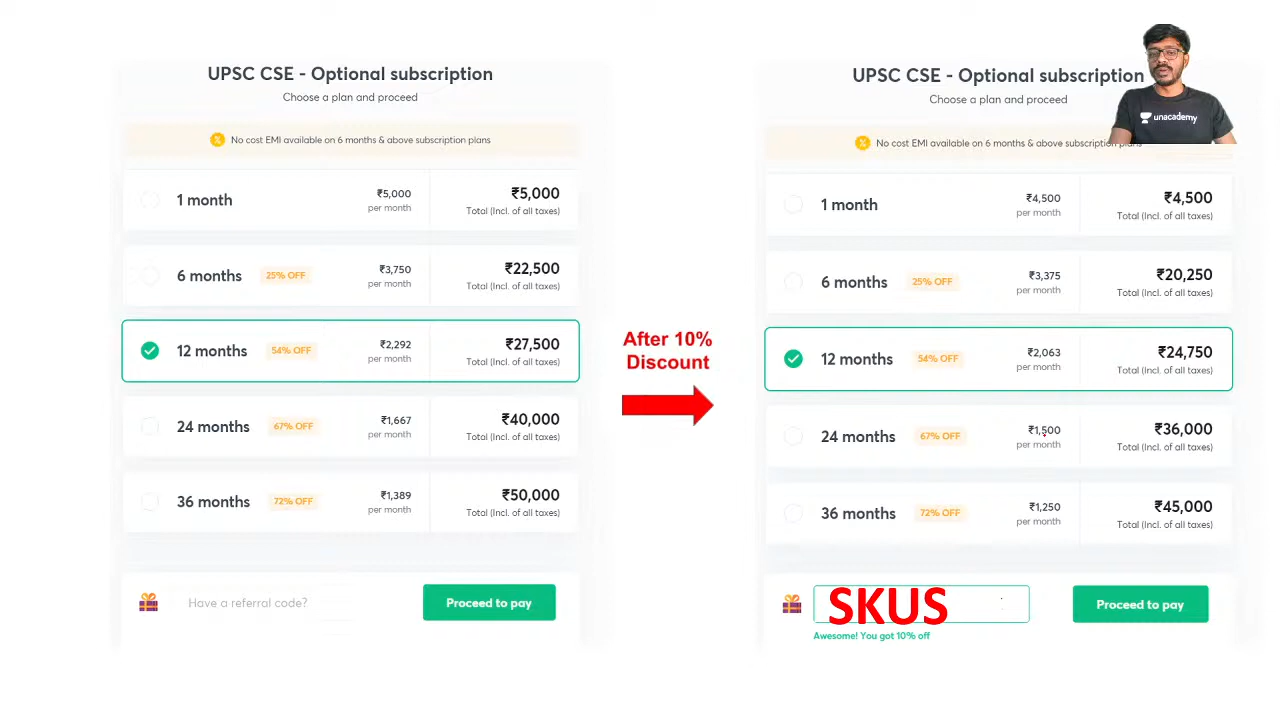 UPSC CSE - Optional subscription
Choose a plan and proceed
No cost EMI available on 6 months & above subscription plans
1 month ₹5,000 ₹5,000
per month Total (Incl. of all taxes)
6 months 25% OFF ₹3,750 ₹22,500
per month Total (Incl. of all taxes)
12 months 54% OFF ₹2,292 ₹27,500
per month Total (Incl. of all taxes)
24 months 67% OFF ₹1,667 ₹40,000
per month Total (Incl. of all taxes)
36 months 72% OFF ₹1,389 ₹50,000
per month Total (Incl. of all taxes)
Have a referral code? Proceed to pay
After 10%
Discount
UPSC CSE - Optional subscription
Choose a plan and proceed
No cost EMI available on 6 months & above subscription plans
1 month ₹4,500 ₹4,500
per month Total (Incl. of all taxes)
6 months 25% OFF ₹3,375 ₹20,250
per month Total (Incl. of all taxes)
12 months 54% OFF ₹2,063 ₹24,750
per month Total (Incl. of all taxes)
24 months 67% OFF ₹1,500 ₹36,000
per month Total (Incl. of all taxes)
36 months 72% OFF ₹1,250 ₹45,000
per month Total (Incl. of all taxes)
SKUS Proceed to pay
Awesome! You got 10% off
unacademy